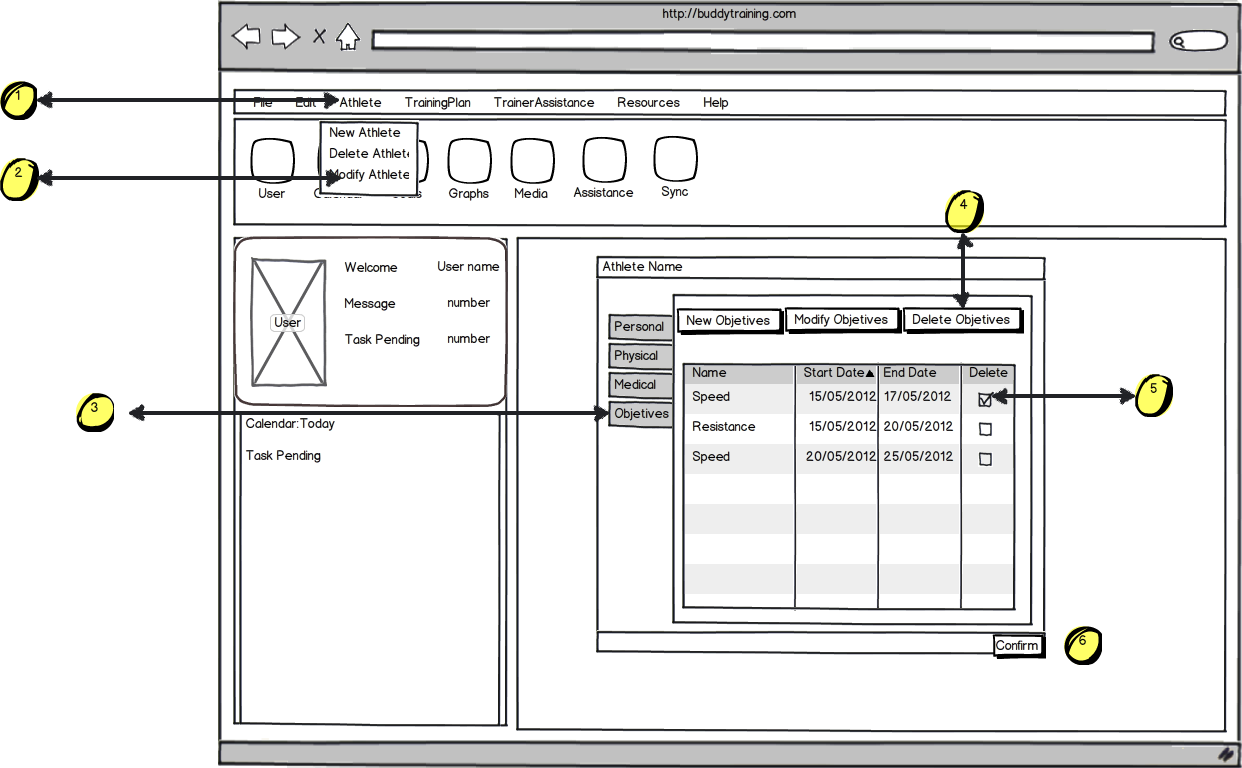 http://buddytraining.com
1
File Edit Athlete TrainingPlan TrainerAssistance Resources Help
New Athlete
Delete Athlete
2
Modify Athlete
User Graphs Media Assistance Sync
4
Welcome User name
Message number
User
Task Pending number
Athlete Name
Personal
Physical
Medical
3
Objetives
New Objetives Modify Objetives Delete Objetives
Name Start Date▲ End Date Delete
Speed 15/05/2012 17/05/2012
5
Resistance 15/05/2012 20/05/2012
Speed 20/05/2012 25/05/2012
Calendar:Today
Task Pending
Confirm
6